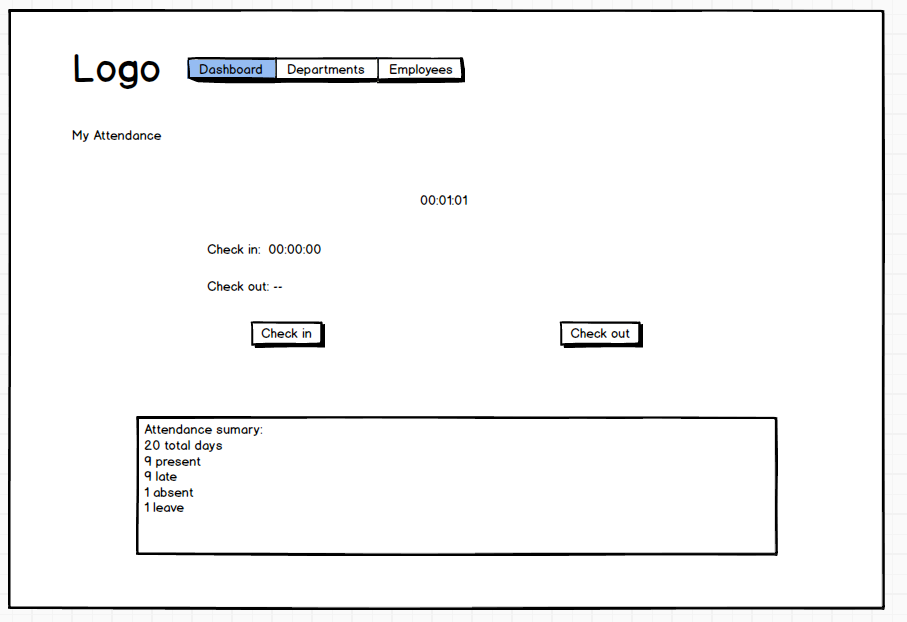 Logo
Dashboard Departments Employees
My Attendance
00:01:01
Check in: 00:00:00
Check out: --
Check in Check out
Attendance sumary:
20 total days
9 present
9 late
1 absent
1 leave